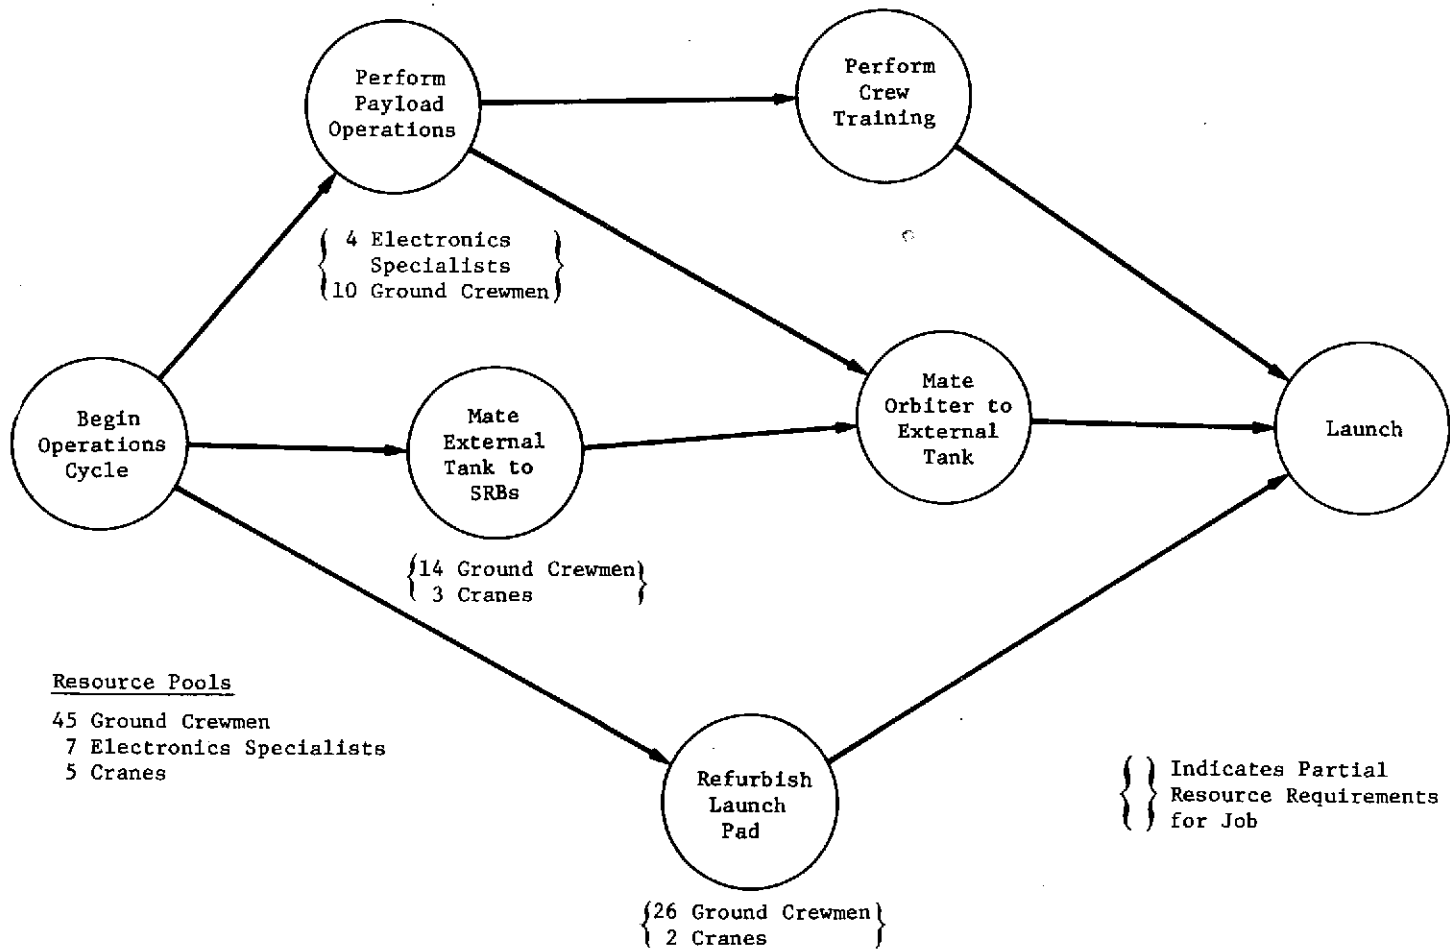 Perform
Payload
Operations
Perform
Crew
Training
{ 4 Electronics
Specialists
10 Ground Crewmen }
Begin
Operations
Cycle
Mate
External
Tank to
SRBs
Mate
Orbiter to
External
Tank
Launch
{14 Ground Crewmen
3 Cranes }
Resource Pools
45 Ground Crewmen
7 Electronics Specialists
5 Cranes
Refurbish
Launch
Pad
{ } Indicates Partial
Resource Requirements
for Job
{26 Ground Crewmen
2 Cranes }